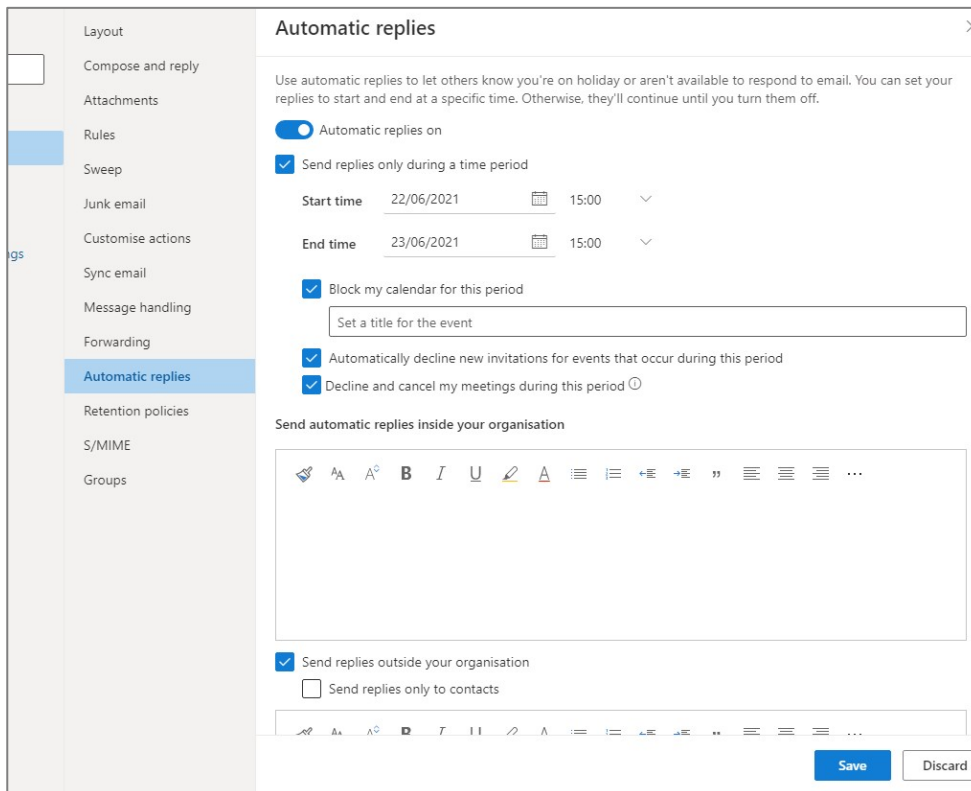 Layout
Compose and reply
Attachments
Rules
Sweep
Junk email
Customise actions
Sync email
Message handling
Forwarding
Automatic replies
Retention policies
S/MIME
Groups
ngs
Automatic replies
Use automatic replies to let others know you're on holiday or aren't available to respond to email. You can set your
replies to start and end at a specific time. Otherwise, they'll continue until you turn them off.
Automatic replies on
Send replies only during a time period
Start time 22/06/2021 15:00
End time 23/06/2021 15:00
Block my calendar for this period
Set a title for the event
Automatically decline new invitations for events that occur during this period
Decline and cancel my meetings during this period
Send automatic replies inside your organisation
Send replies outside your organisation
Send replies only to contacts
Save Discard